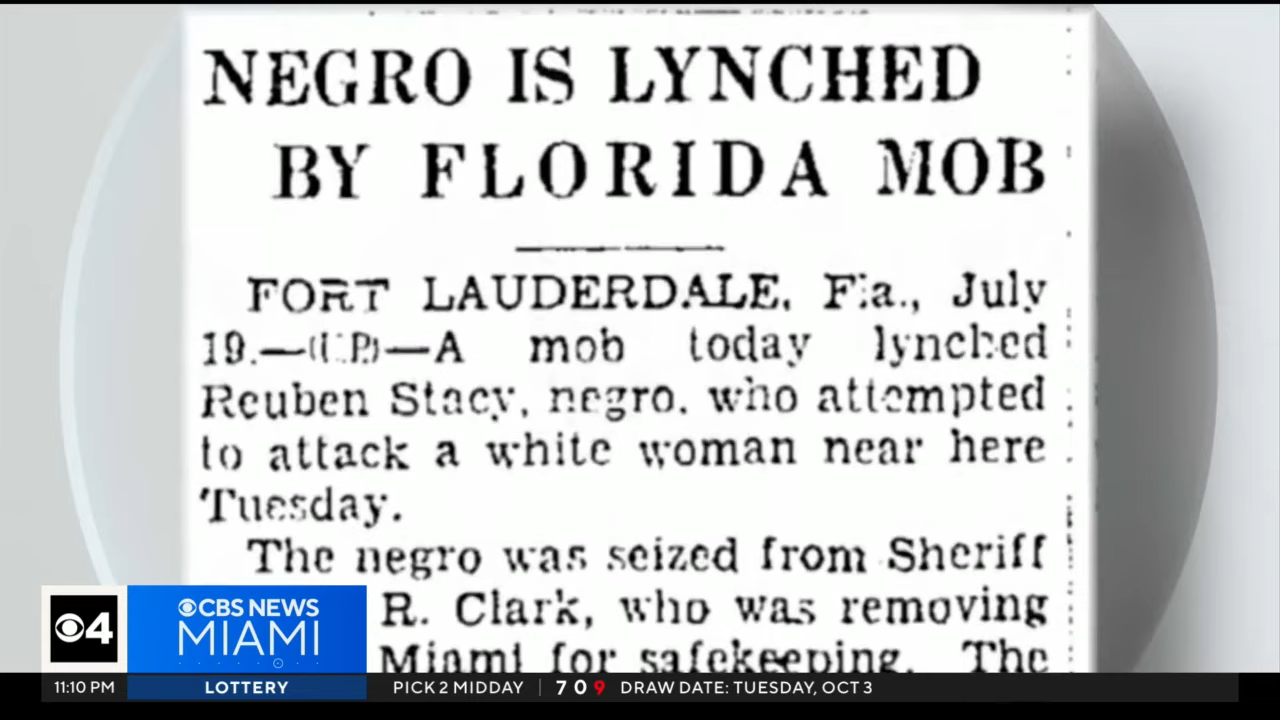 NEGRO IS LYNCHED
BY FLORIDA MOB
FORT LAUDERDALE, Fla., July
19.—(UP)—A mob today lynched
Reuben Stacy, negro, who attempted
to attack a white woman near here
Tuesday.
The negro was seized from Sheriff
R. Clark, who was removing
Miami for safekeeping. The
4
CBS NEWS
MIAMI
11:10 PM LOTTERY PICK 2 MIDDAY 7 0 9 DRAW DATE: TUESDAY, OCT 3